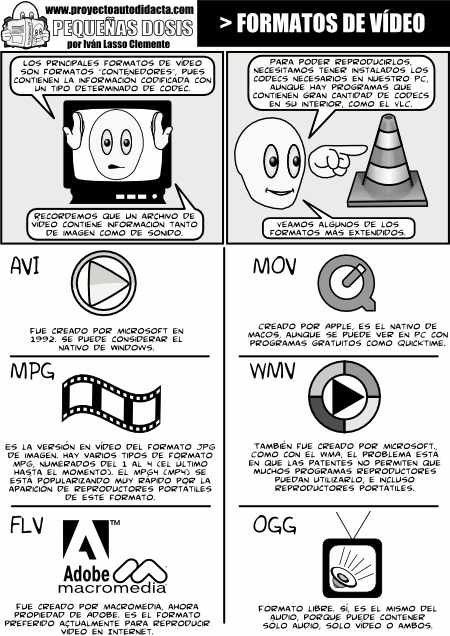 www.proyectoautodidacta.com
PEQUEÑAS DOSIS
por Iván Lasso Clemente
> FORMATOS DE VÍDEO
LOS PRINCIPALES FORMATOS DE VÍDEO
SON FORMATOS "CONTENEDORES", PUES
CONTIENEN LA INFORMACIÓN CODIFICADA CON
UN TIPO DETERMINADO DE CODEC.
RECORDEMOS QUE UN ARCHIVO DE
VÍDEO CONTIENE INFORMACIÓN TANTO
DE IMAGEN COMO DE SONIDO.
PARA PODER REPRODUCIRLOS,
NECESITAMOS TENER INSTALADOS LOS
CODECS NECESARIOS EN NUESTRO PC,
AUNQUE HAY PROGRAMAS QUE
CONTIENEN GRAN CANTIDAD DE CODECS
EN SU INTERIOR, COMO EL VLC.
VEAMOS ALGUNOS DE LOS
FORMATOS MÁS EXTENDIDOS.
AVI
FUE CREADO POR MICROSOFT EN
1992. SE PUEDE CONSIDERAR EL
NATIVO DE WINDOWS.
MOV
CREADO POR APPLE, ES EL NATIVO DE
MACOS, AUNQUE SE PUEDE VER EN PC CON
PROGRAMAS GRATUITOS COMO QUICKTIME.
MPG
ES LA VERSIÓN EN VÍDEO DEL FORMATO JPG
DE IMAGEN. HAY VARIOS TIPOS DE FORMATO
MPG, NUMERADOS DEL 1 AL 4 (EL ÚLTIMO
HASTA EL MOMENTO). EL MPG4 (MP4) SE
ESTÁ POPULARIZANDO MUY RÁPIDO POR LA
APARICIÓN DE REPRODUCTORES PORTÁTILES
DE ESTE FORMATO.
WMV
TAMBIÉN FUE CREADO POR MICROSOFT.
COMO CON EL WMA, EL PROBLEMA ESTÁ
EN QUE LAS PATENTES NO PERMITEN QUE
MUCHOS PROGRAMAS REPRODUCTORES
PUEDAN UTILIZARLO, E INCLUSO
REPRODUCTORES PORTÁTILES.
FLV
Adobe™
macromedia
FUE CREADO POR MACROMEDIA, AHORA
PROPIEDAD DE ADOBE. ES EL FORMATO
PREFERIDO ACTUALMENTE PARA REPRODUCIR
VÍDEO EN INTERNET.
OGG
FORMATO LIBRE. SÍ, ES EL MISMO DEL
AUDIO, PORQUE PUEDE CONTENER
SOLO AUDIO, SOLO VÍDEO O AMBOS.